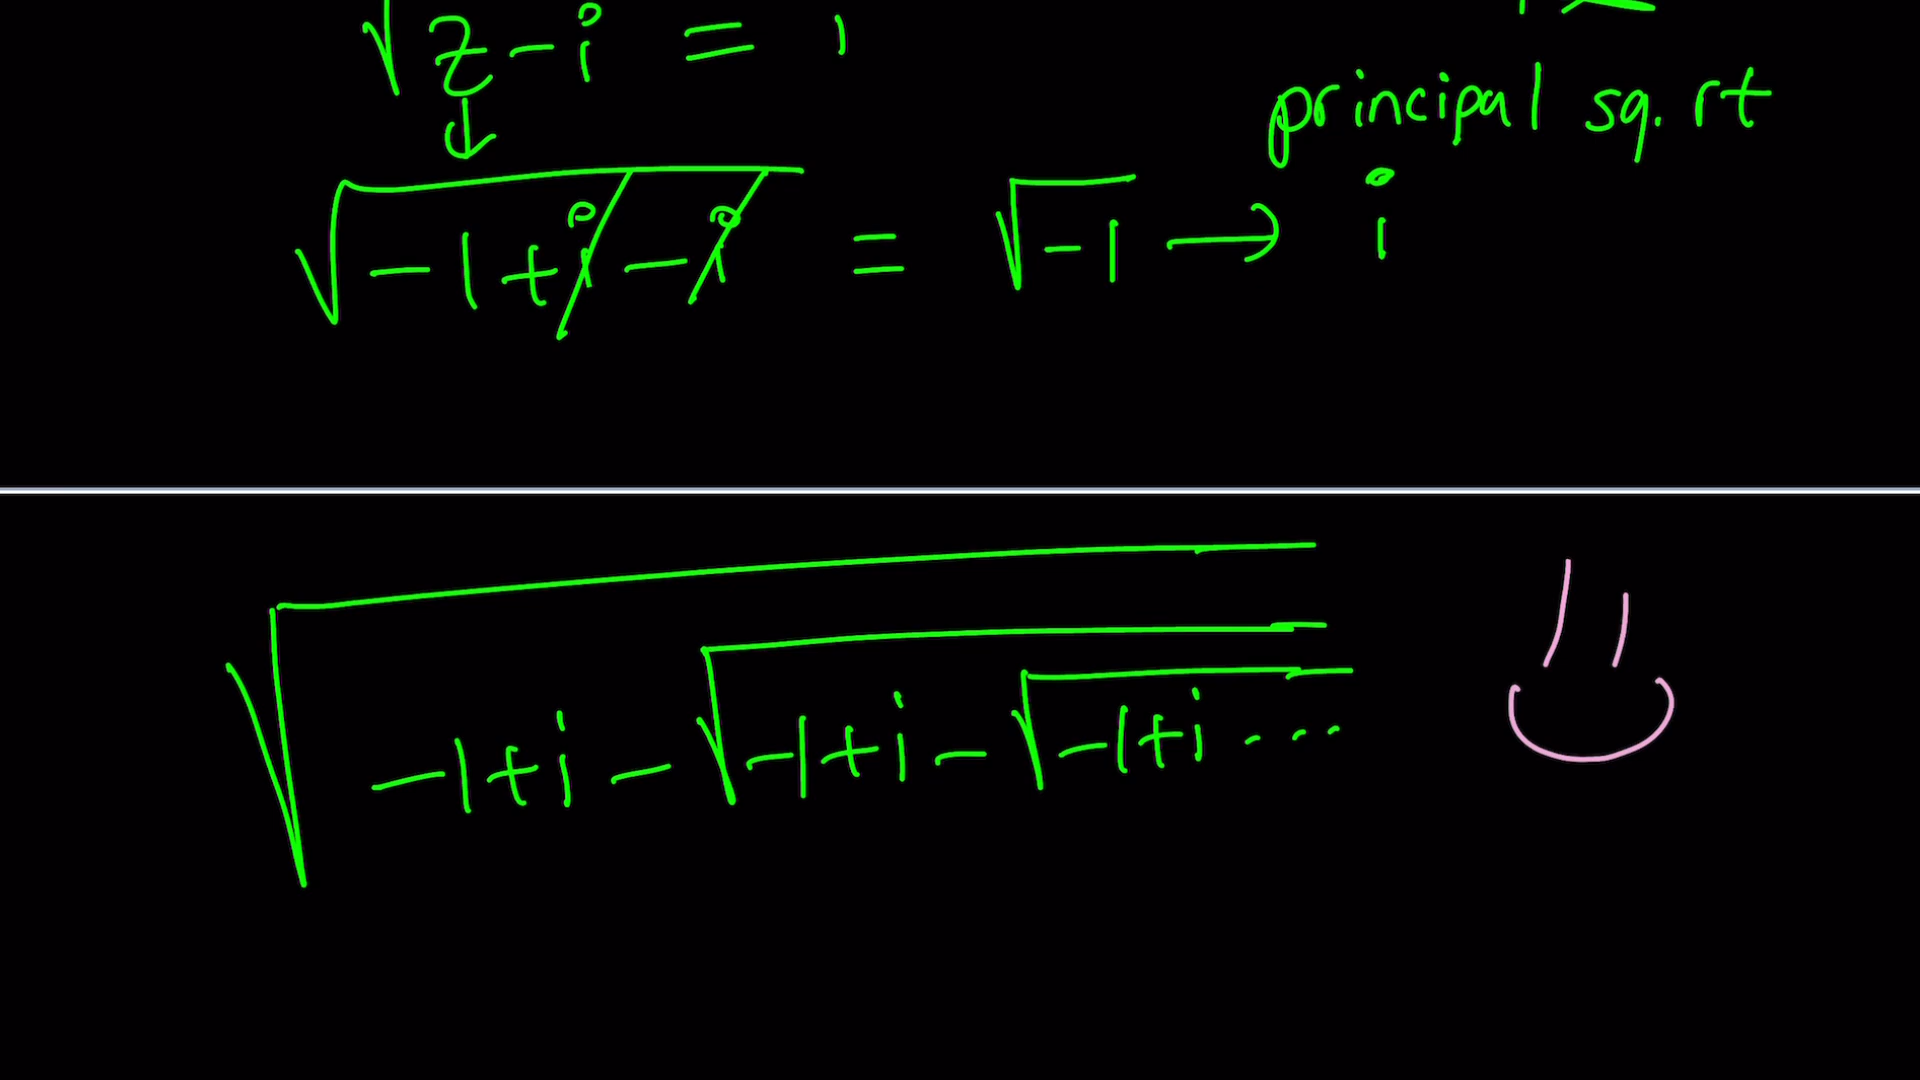 √z-i = i
principal sq. rt
√-1+i-i = √-1 → i
√-1+i-√-1+i-√-1+i...